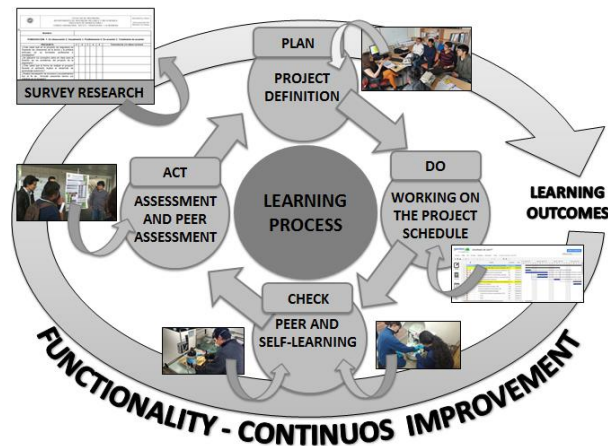 PLAN
PROJECT
DEFINITION
SURVEY RESEARCH
ACT
ASSESSMENT
AND PEER
ASSESSMENT
LEARNING
PROCESS
DO
WORKING ON
THE PROJECT
SCHEDULE
LEARNING
OUTCOMES
CHECK
PEER AND
SELF-LEARNING
FUNCTIONALITY - CONTINUOS IMPROVEMENT